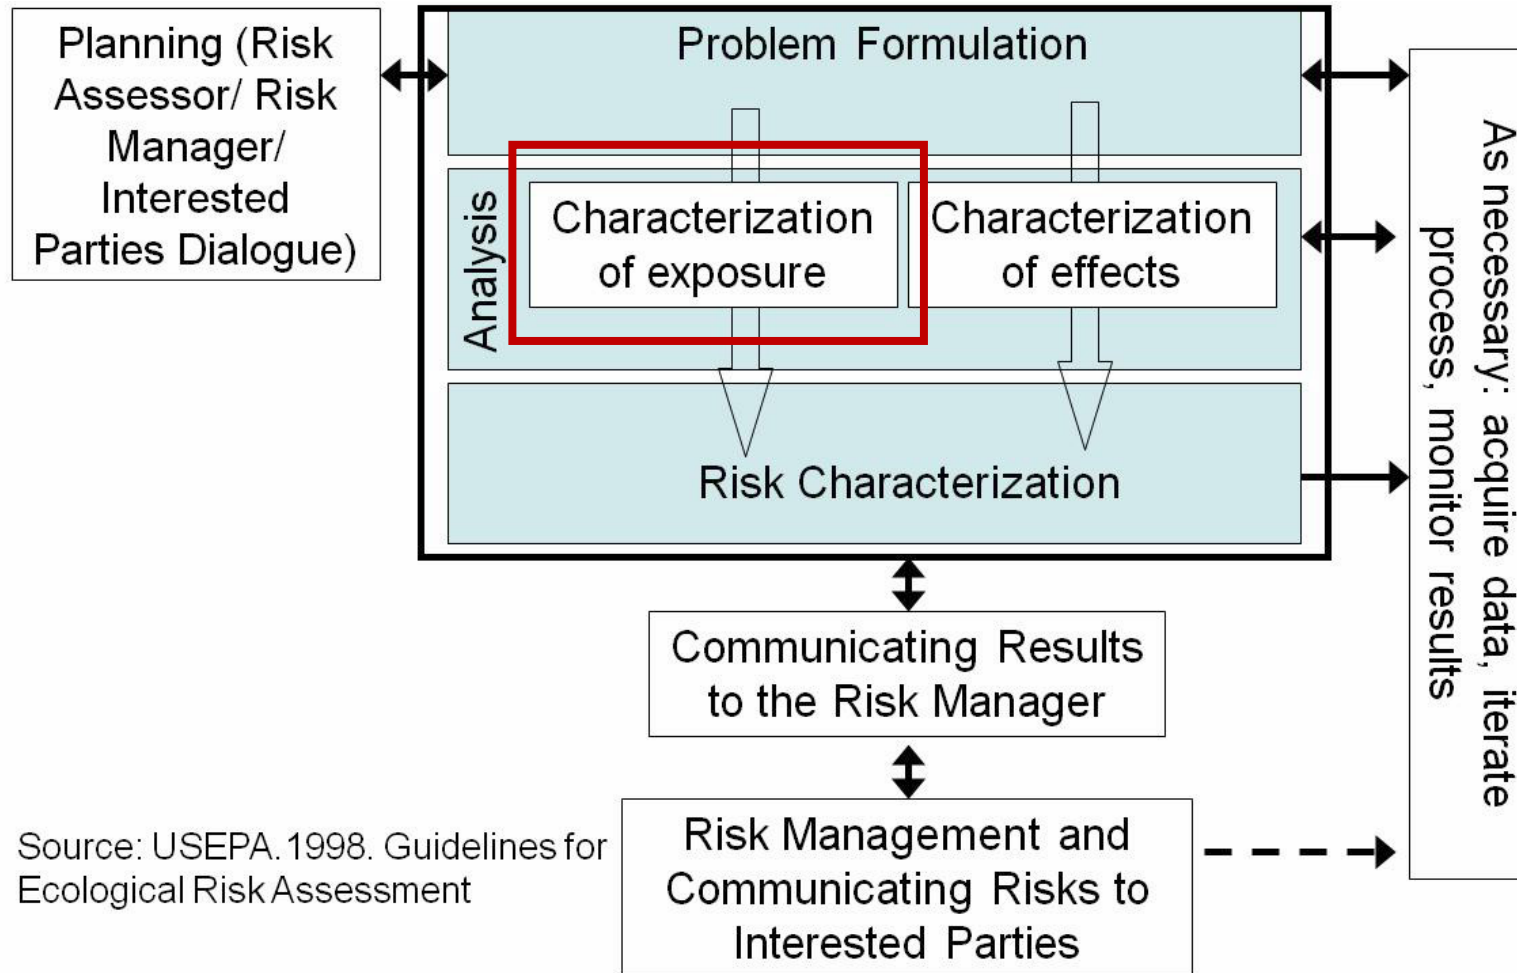 Planning (Risk
Assessor/ Risk
Manager/
Interested
Parties Dialogue)
Problem Formulation
Analysis
Characterization
of exposure
Characterization
of effects
Risk Characterization
As necessary: acquire data, iterate
process, monitor results
Communicating Results
to the Risk Manager
Risk Management and
Communicating Risks to
Interested Parties
Source: USEPA. 1998. Guidelines for
Ecological Risk Assessment